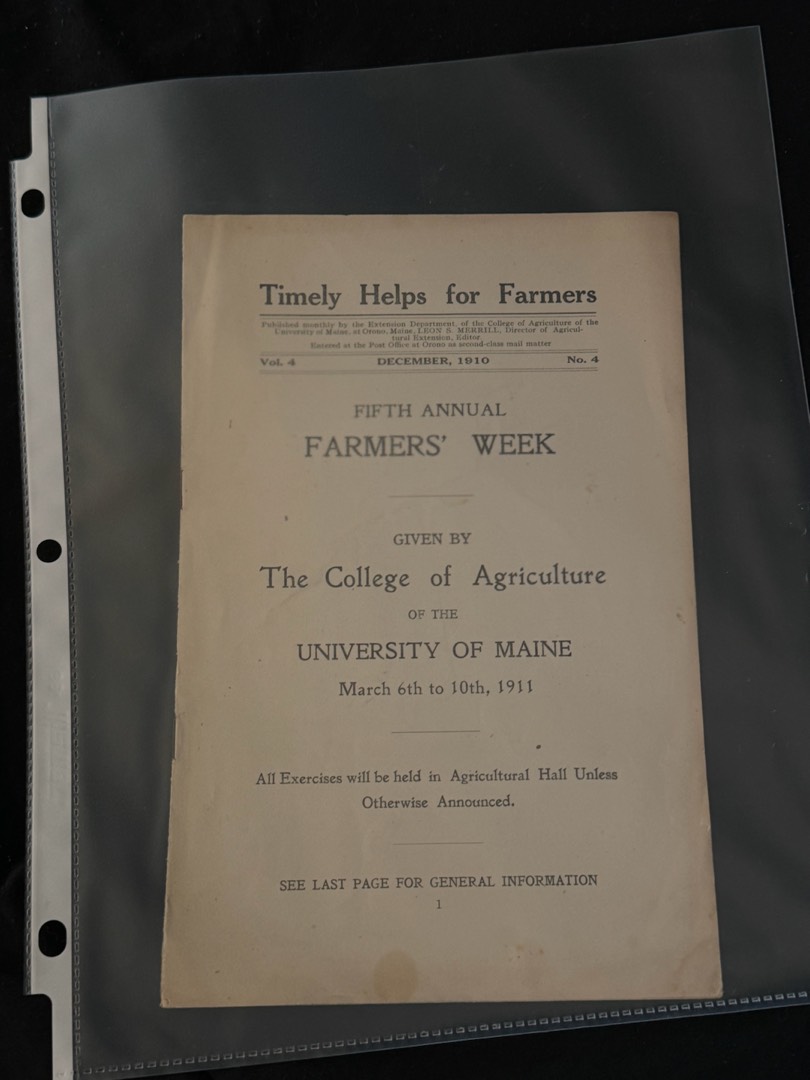 Timely Helps for Farmers
Published monthly by the Extension Department, of the College of Agriculture of the
University of Maine, at Orono, Maine, LEON S. MERRILL, Director of Agricul-
tural Extension, Editor.
Entered at the Post Office at Orono as second-class mail matter
Vol. 4 DECEMBER, 1910 No. 4
FIFTH ANNUAL
FARMERS' WEEK
GIVEN BY
The College of Agriculture
OF THE
UNIVERSITY OF MAINE
March 6th to 10th, 1911
All Exercises will be held in Agricultural Hall Unless
Otherwise Announced.
SEE LAST PAGE FOR GENERAL INFORMATION
1